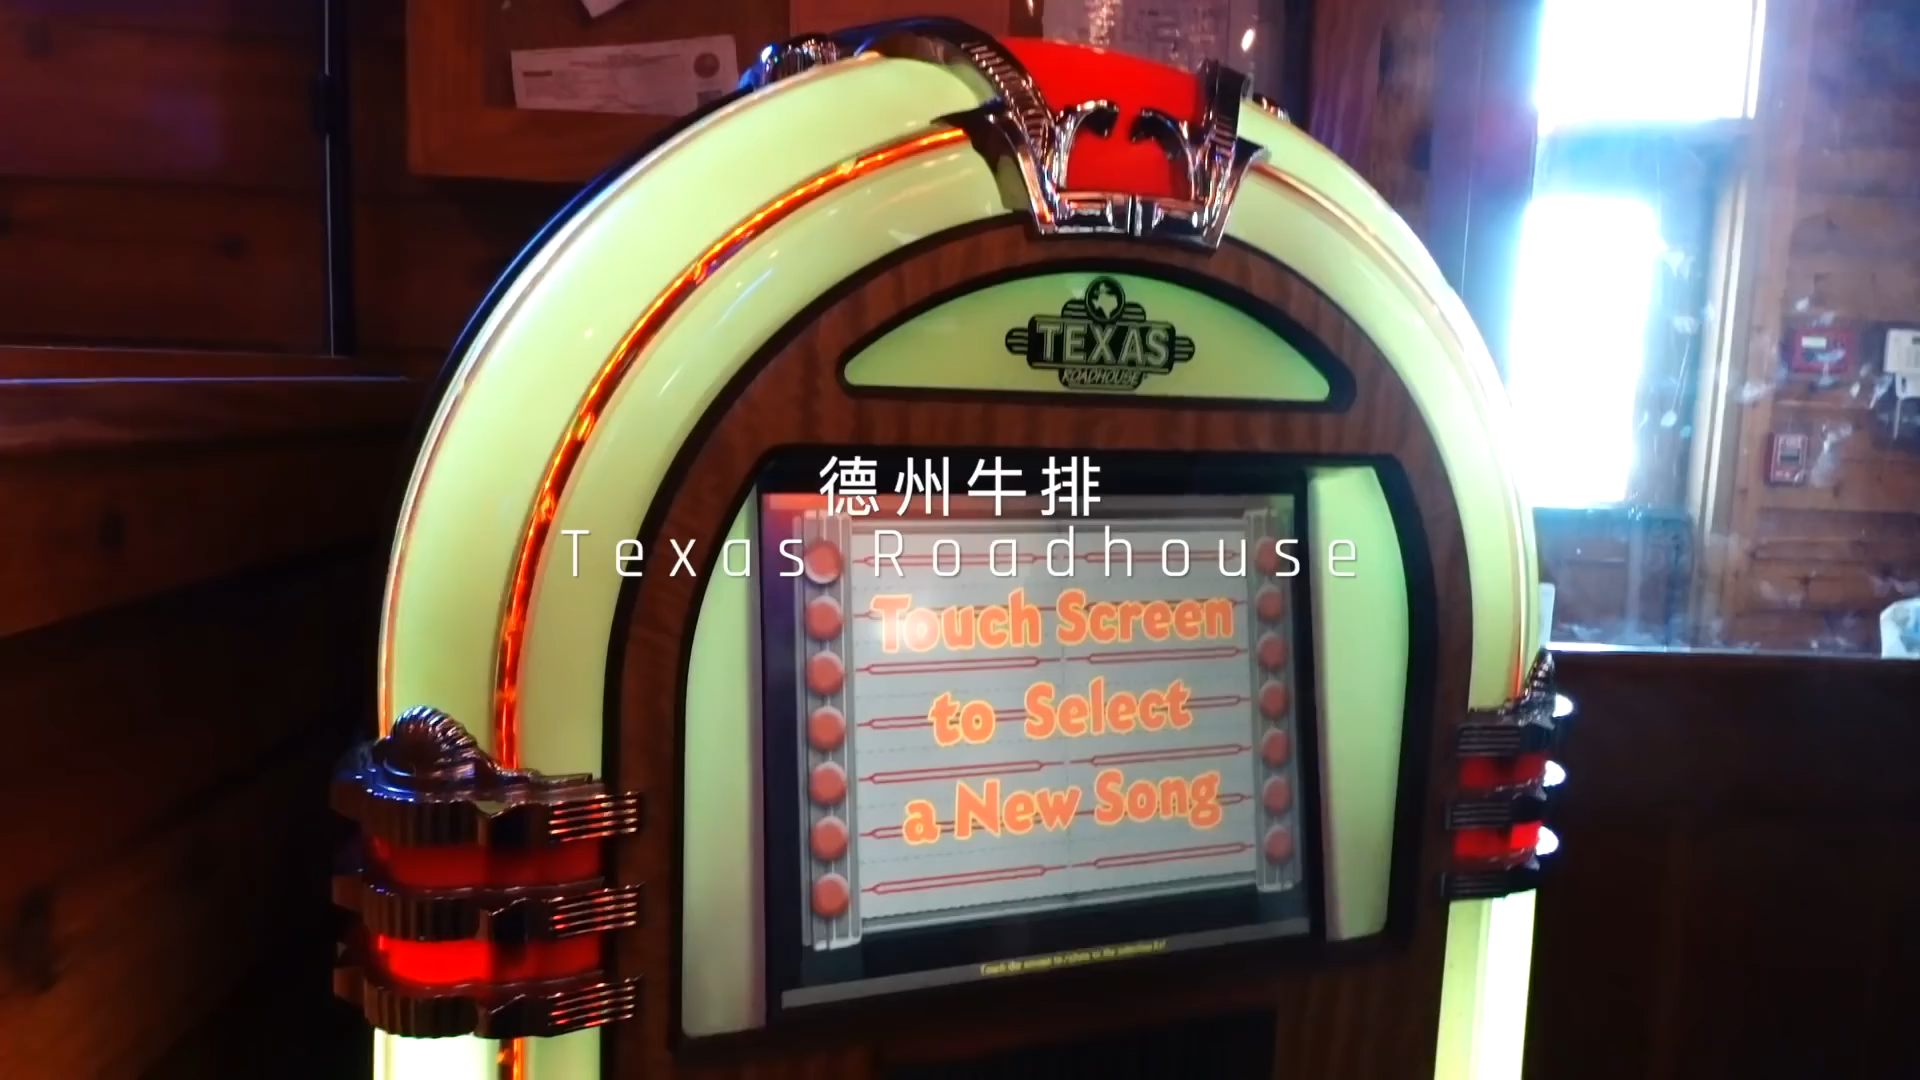 TEXAS
ROADHOUSE
德州牛排
Texas Roadhouse
Touch Screen
to Select
a New Song